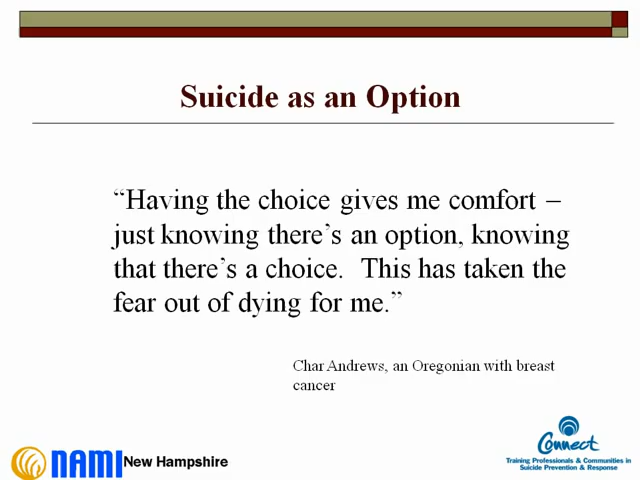 Suicide as an Option
“Having the choice gives me comfort –
just knowing there’s an option, knowing
that there’s a choice.  This has taken the
fear out of dying for me.”
Char Andrews, an Oregonian with breast
cancer
NAMI New Hampshire
Connect
Training Professionals & Communities in
Suicide Prevention & Response